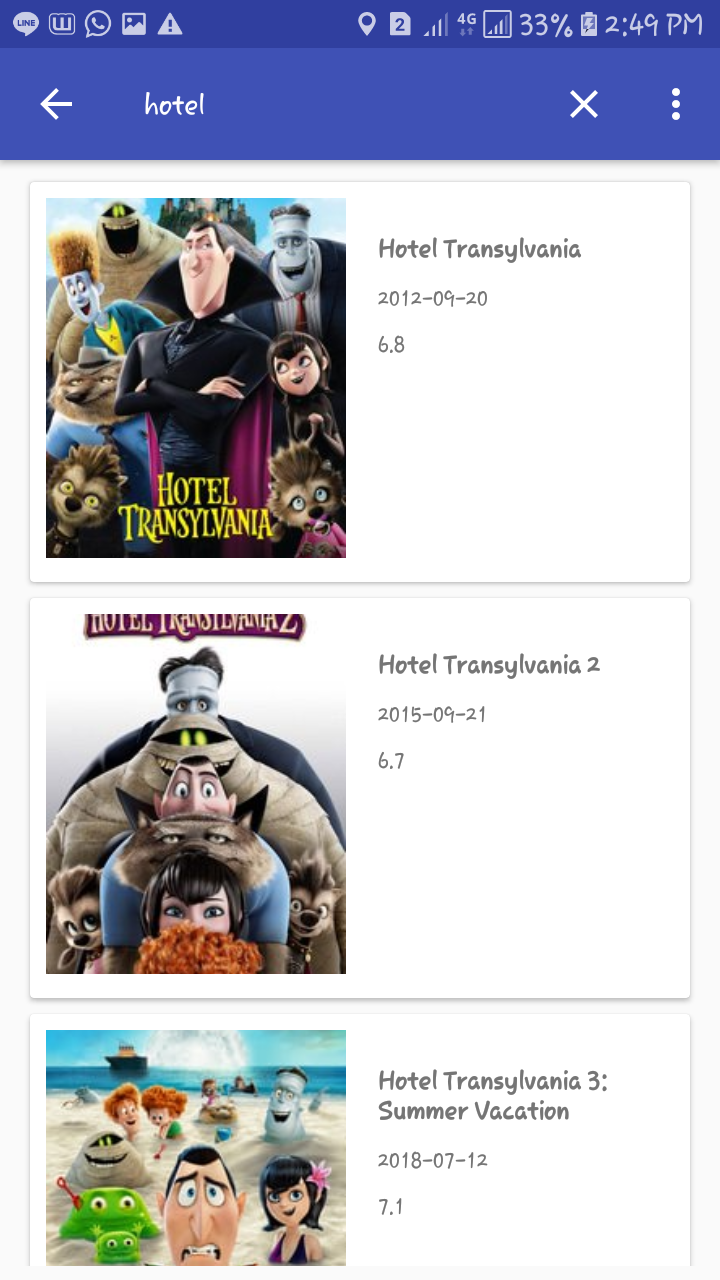 LINE
2
4G
33%
2:49 PM
hotel
HOTEL
TRANSYLVANIA
Hotel Transylvania
2012-09-20
6.8
HOTEL TRANSYLVANIA 2
Hotel Transylvania 2
2015-09-21
6.7
Hotel Transylvania 3:
Summer Vacation
2018-07-12
7.1